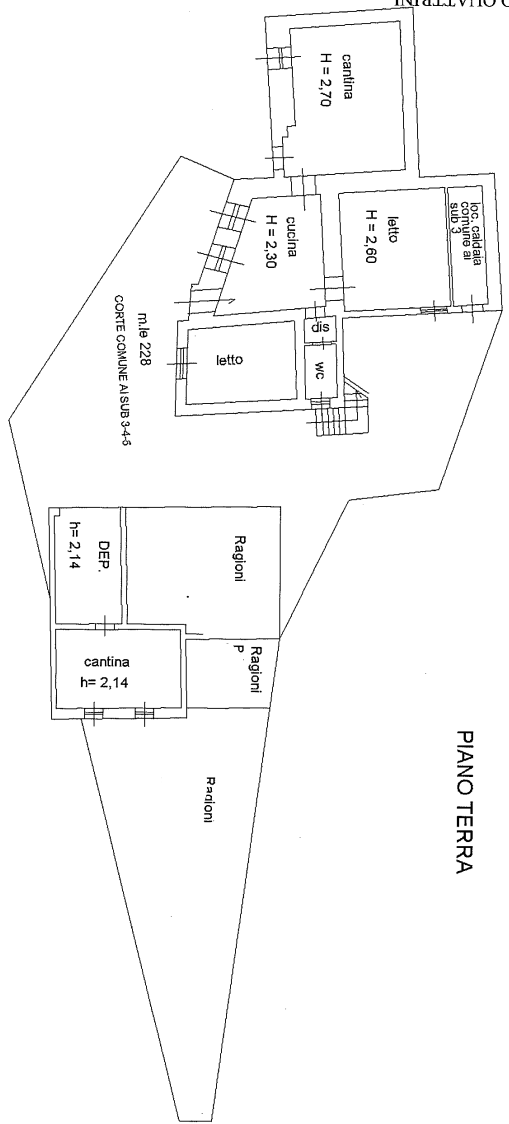 O QUATTRINI
cantina
H = 2,70
loc. caldaia
comune al
sub 3
letto
H = 2,60
cucina
H = 2,30
dis
wc
letto
m.le 228
CORTE COMUNE AI SUB 3-4-5
DEP.
h= 2,14
Ragioni
cantina
h= 2,14
Ragioni
P
Ragioni
PIANO TERRA